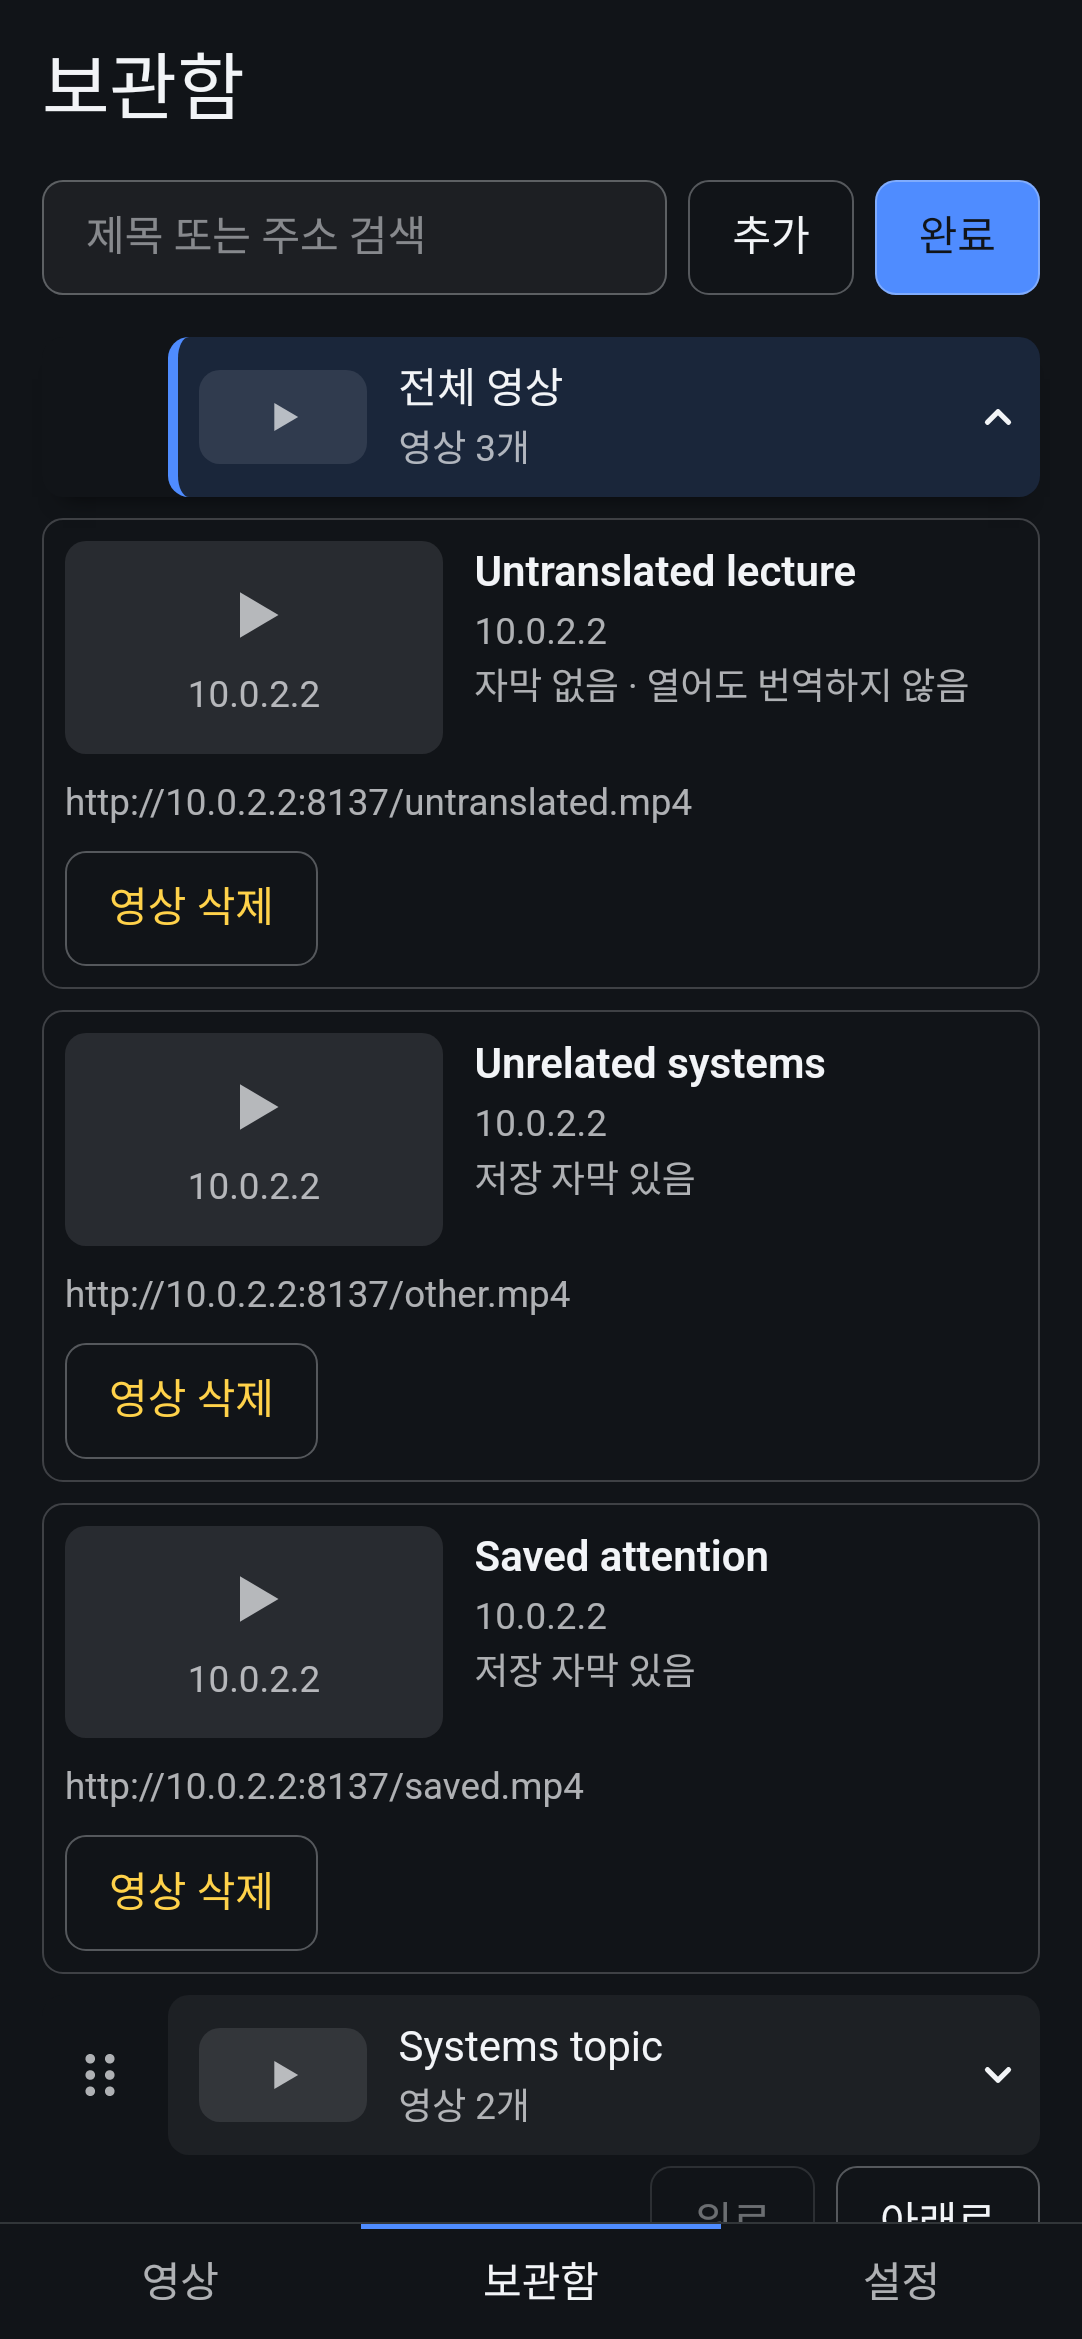 보관함
제목 또는 주소 검색
추가
완료
전체 영상
영상 3개
Untranslated lecture
10.0.2.2
자막 없음 · 열어도 번역하지 않음
10.0.2.2
http://10.0.2.2:8137/untranslated.mp4
영상 삭제
Unrelated systems
10.0.2.2
저장 자막 있음
10.0.2.2
http://10.0.2.2:8137/other.mp4
영상 삭제
Saved attention
10.0.2.2
저장 자막 있음
10.0.2.2
http://10.0.2.2:8137/saved.mp4
영상 삭제
Systems topic
영상 2개
위로
아래로
영상
보관함
설정